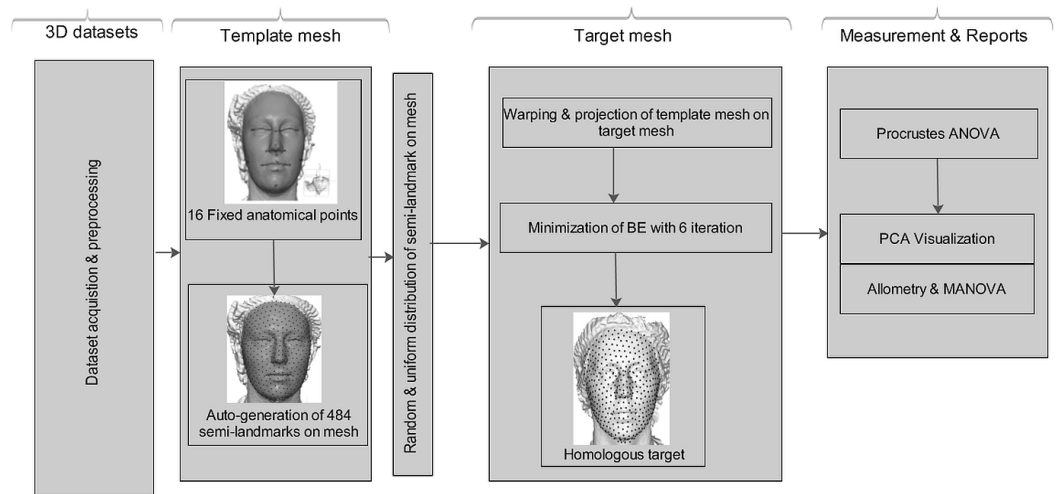 3D datasets
Template mesh
Target mesh
Measurement & Reports
Dataset acquistion & preprocessing
16 Fixed anatomical points
Auto-generation of 484
semi-landmarks on mesh
Random & uniform distribution of semi-landmark on mesh
Warping & projection of template mesh on
target mesh
Minimization of BE with 6 iteration
Homologous target
Procrustes ANOVA
PCA Visualization
Allometry & MANOVA